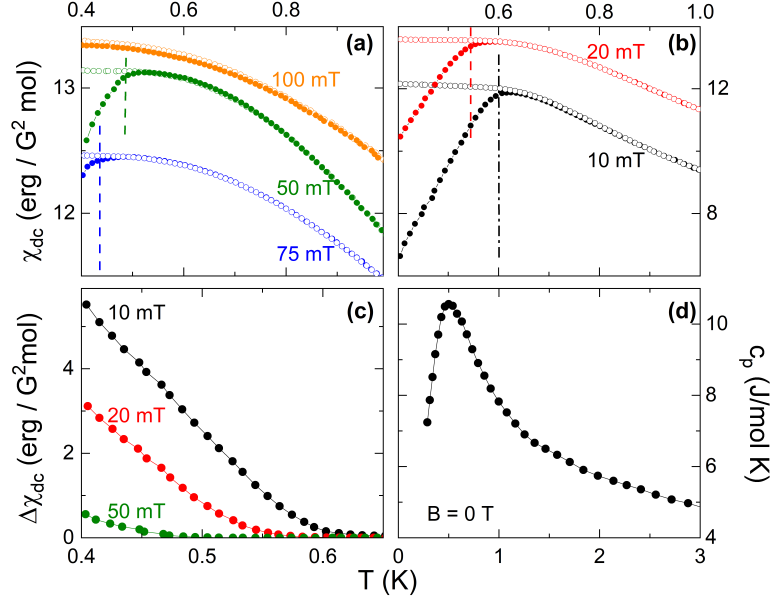 0.4 0.6 0.8 0.6 0.8 1.0
(a) (b)
100 mT 20 mT
13 12
χdc (erg / G² mol)
50 mT 10 mT
12 8
75 mT
(c) (d)
10 mT
10
4
20 mT 8
Δχdc (erg / G²mol) cp (J/mol K)
2 6
50 mT B = 0 T
0 4
0.4 0.5 0.6 0 1 2 3
T (K)